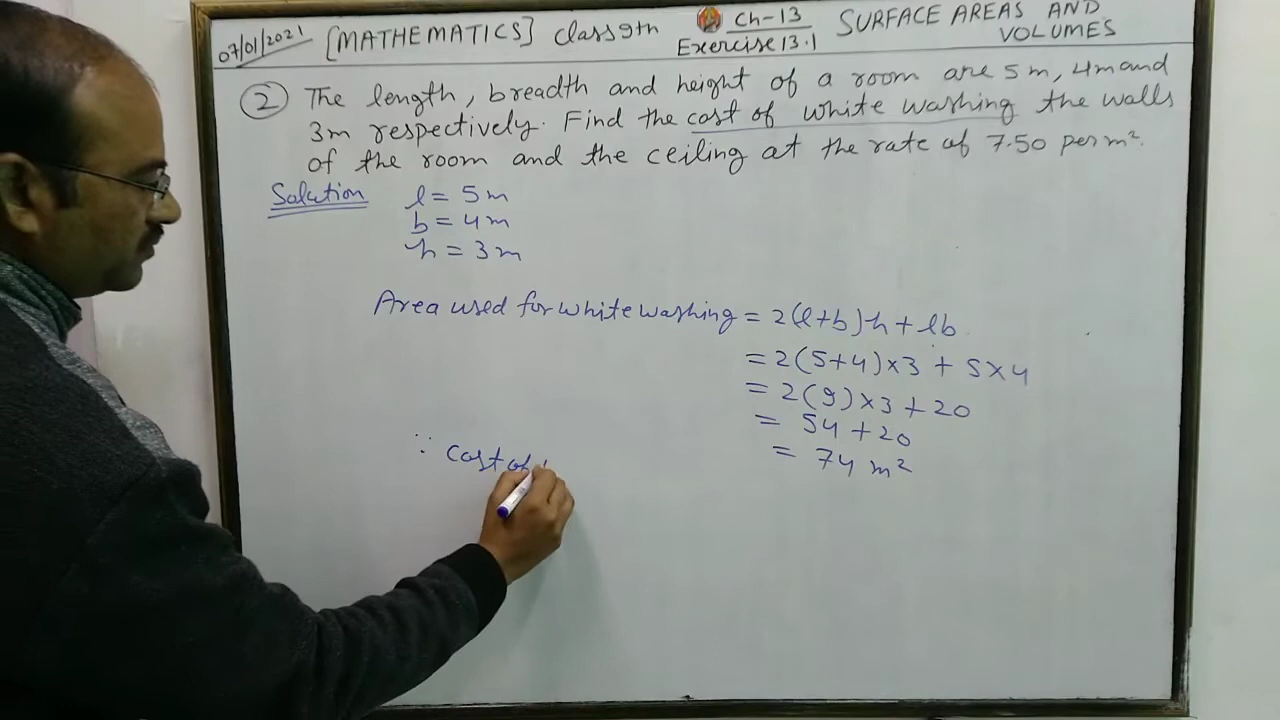 07/01/2021 [MATHEMATICS] Class 9th Ch-13 SURFACE AREAS AND
Exercise 13.1 VOLUMES
2 The length, breadth and height of a room are 5m, 4m and
3m respectively. Find the cost of white washing the walls
of the room and the ceiling at the rate of 7.50 per m².
Solution l = 5m
b = 4m
h = 3m
Area used for white washing = 2(l+b)h + lb
= 2(5+4)×3 + 5×4
= 2(9)×3+20
= 54 +20
= 74 m²
∵ Cost of